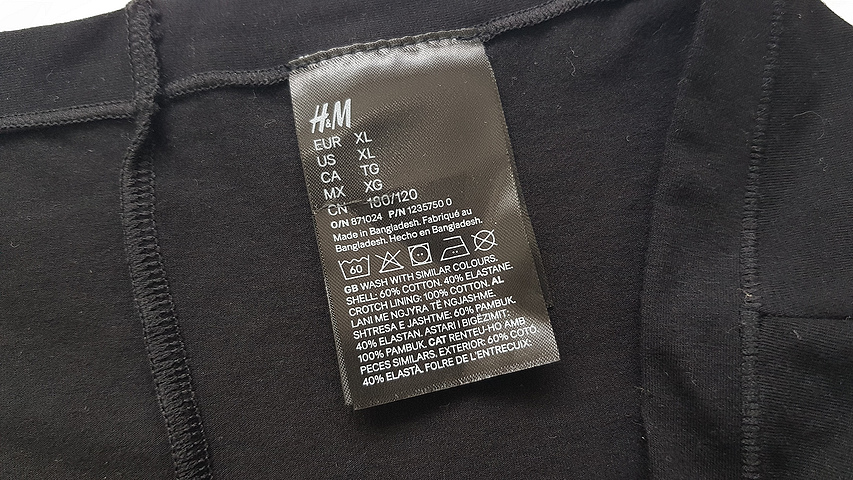 H&M
EUR XL
US XL
CA TG
MX XG
CN 180/120
O/N 871024 P/N 1235750 0
Made in Bangladesh. Fabriqué au
Bangladesh. Hecho en Bangladesh.
60
GB WASH WITH SIMILAR COLOURS.
SHELL: 60% COTTON. 40% ELASTANE.
CROTCH LINING: 100% COTTON. AL
LANI ME NGJYRA TË NGJASHME.
SHTRESA E JASHTME: 60% PAMBUK.
40% ELASTAN. ASTARI I BIGËZIMIT:
100% PAMBUK. CAT RENTEU-HO AMB
PECES SIMILARS. EXTERIOR: 60% COTÓ.
40% ELASTÀ. FOLRE DE L'ENTRECUIX: